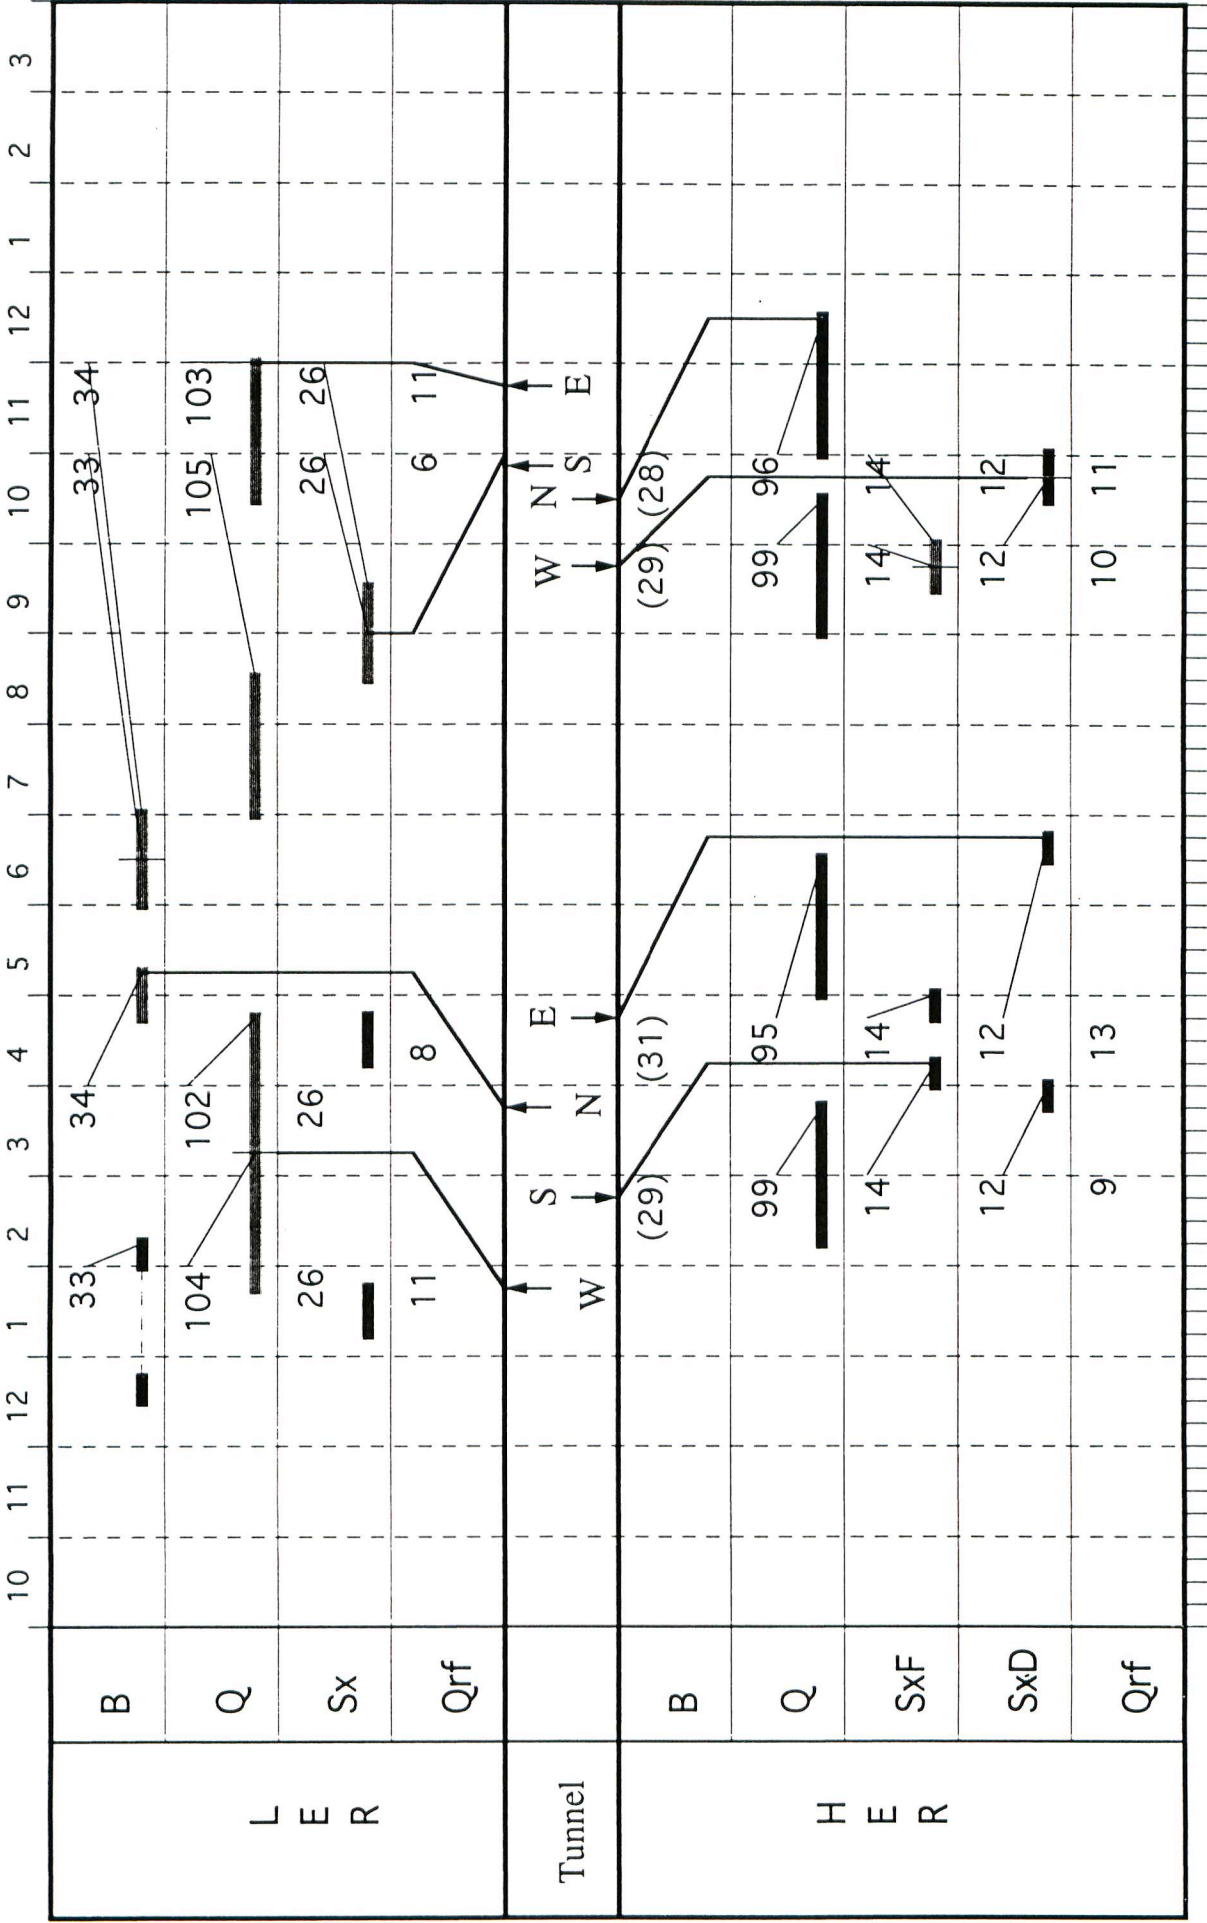 10 11 12 1 2 3 4 5 6 7 8 9 10 11 12 1 2 3
L
E
R
B 33 34 33 34
Q 104 102 105 103
Sx 26 26 26 26
Qrf 11 8 6 11
Tunnel
S E W N
W N S E
H
E
R
B (29) (31) (29) (28)
Q 99 95 99 96
SxF 14 14 14 14
SxD 12 12 12 12
Qrf 9 13 10 11